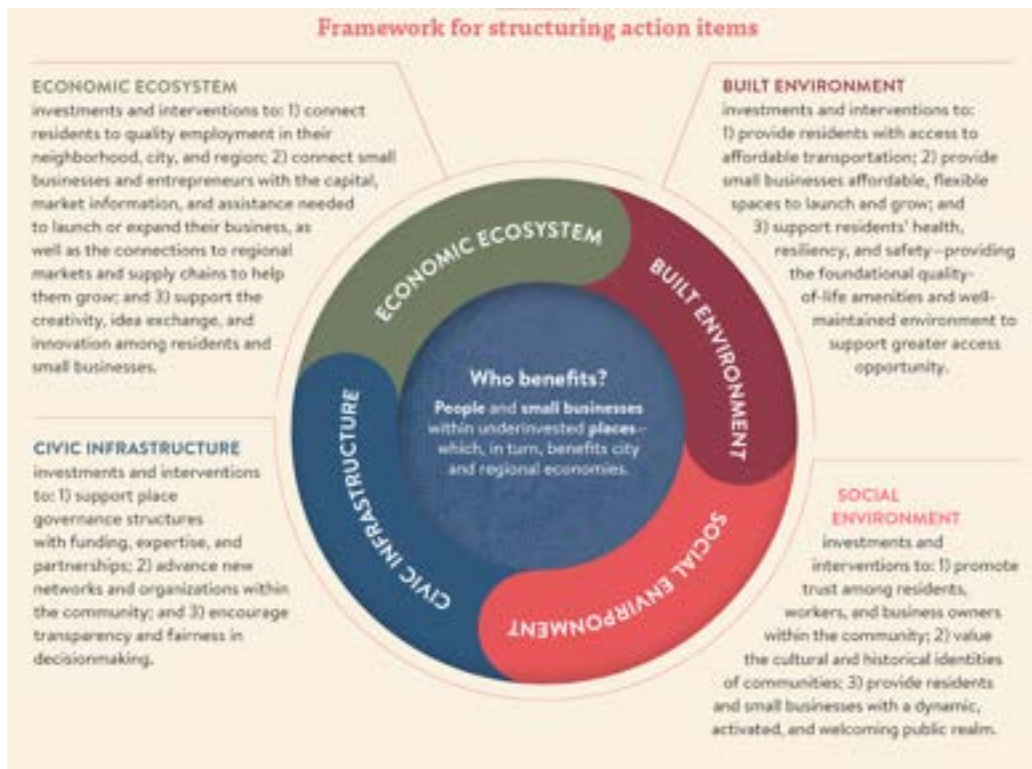 Framework for structuring action items
ECONOMIC ECOSYSTEM
investments and interventions to: 1) connect
residents to quality employment in their
neighborhood, city, and region; 2) connect small
businesses and entrepreneurs with the capital,
market information, and assistance needed
to launch or expand their business, as
well as the connections to regional
markets and supply chains to help
them grow; and 3) support the
creativity, idea exchange, and
innovation among residents and
small businesses.
BUILT ENVIRONMENT
investments and interventions to:
1) provide residents with access to
affordable transportation; 2) provide
small businesses affordable, flexible
spaces to launch and grow; and
3) support residents' health,
resiliency, and safety—providing
the foundational quality-
of-life amenities and well-
maintained environment to
support greater access
opportunity.
ECONOMIC ECOSYSTEM
BUILT ENVIRONMENT
SOCIAL ENVIRPONMENT
CIVIC INFRASTRUCTURE
Who benefits?
People and small businesses
within underinvested places—
which, in turn, benefits city
and regional economies.
CIVIC INFRASTRUCTURE
investments and interventions
to: 1) support place
governance structures
with funding, expertise, and
partnerships; 2) advance new
networks and organizations within
the community; and 3) encourage
transparency and fairness in
decisionmaking.
SOCIAL
ENVIRONMENT
investments and
interventions to: 1) promote
trust among residents,
workers, and business owners
within the community; 2) value
the cultural and historical identities
of communities; 3) provide residents
and small businesses with a dynamic,
activated, and welcoming public realm.